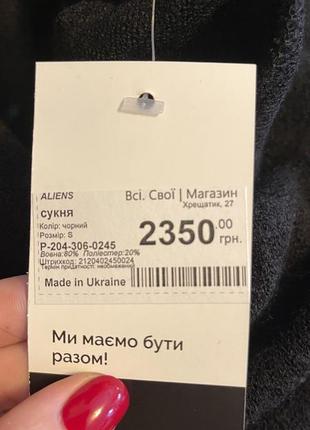 ALIENS
Всі. Свої | Магазин
Хрещатик, 27
сукня
Колір: чорний
Розмір: S
P-204-306-0245
2350.00 грн.
Вовна:80% Поліестер:20%
Штрихкод: 2120402450024
Термін придатності: необмежений
Made in Ukraine
Ми маємо бути
разом!